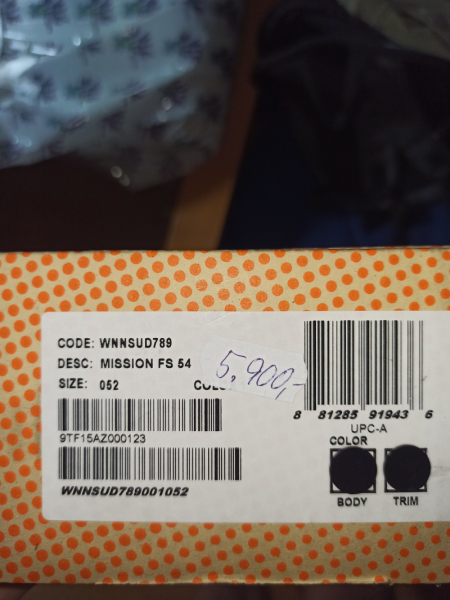 CODE: WNNSUD789
DESC: MISSION FS 54
SIZE: 052 COLO
5.900,-
9TF15AZ000123
WNNSUD789001052
8 81285 91943 6
UPC-A
COLOR
BODY TRIM